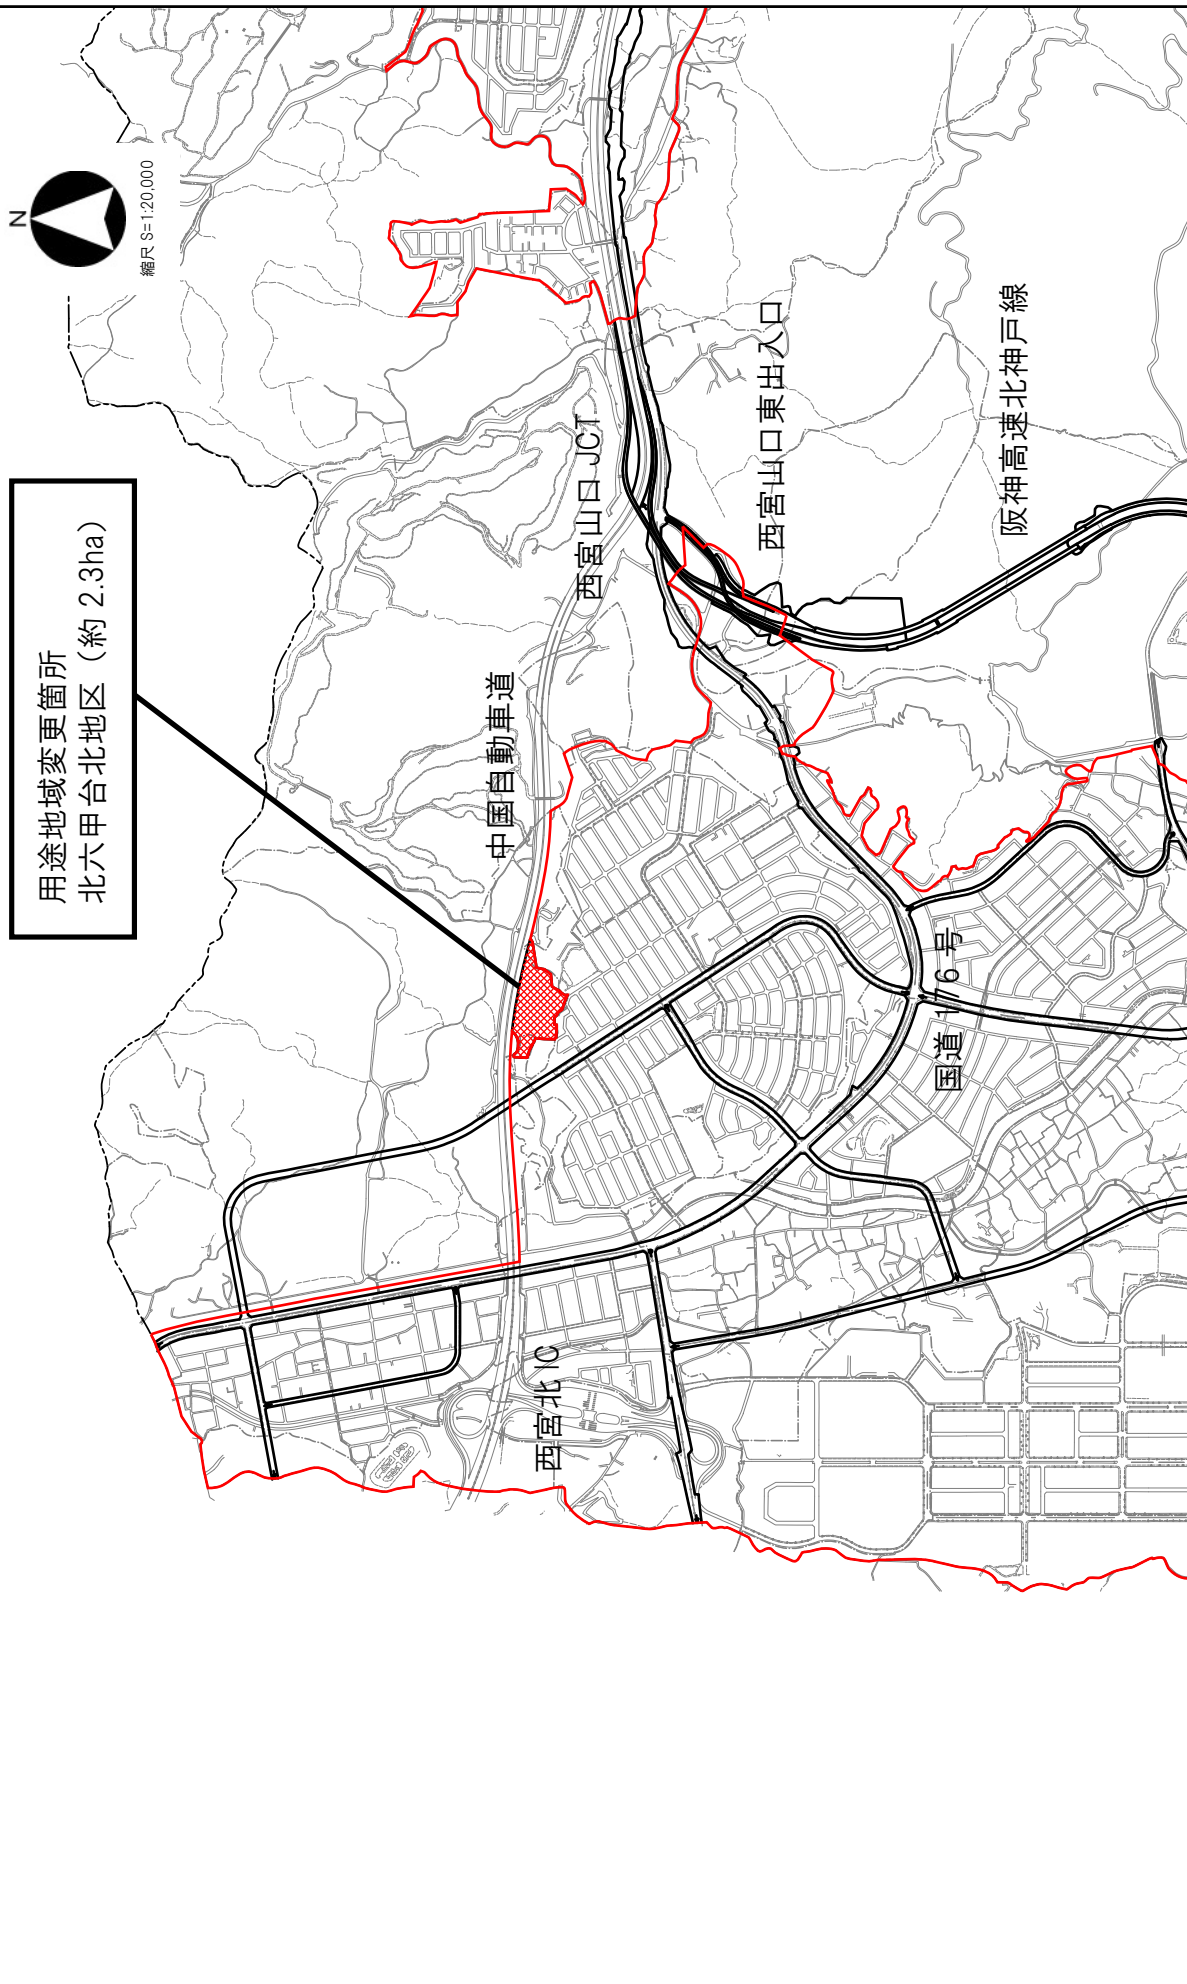 用途地域変更箇所
北六甲台北地区（約 2.3ha）
N
縮尺 S=1:20,000
中国自動車道
西宮山口 JCT
西宮山口東出入口
阪神高速北神戸線
西宮北 IC
国道 176 号